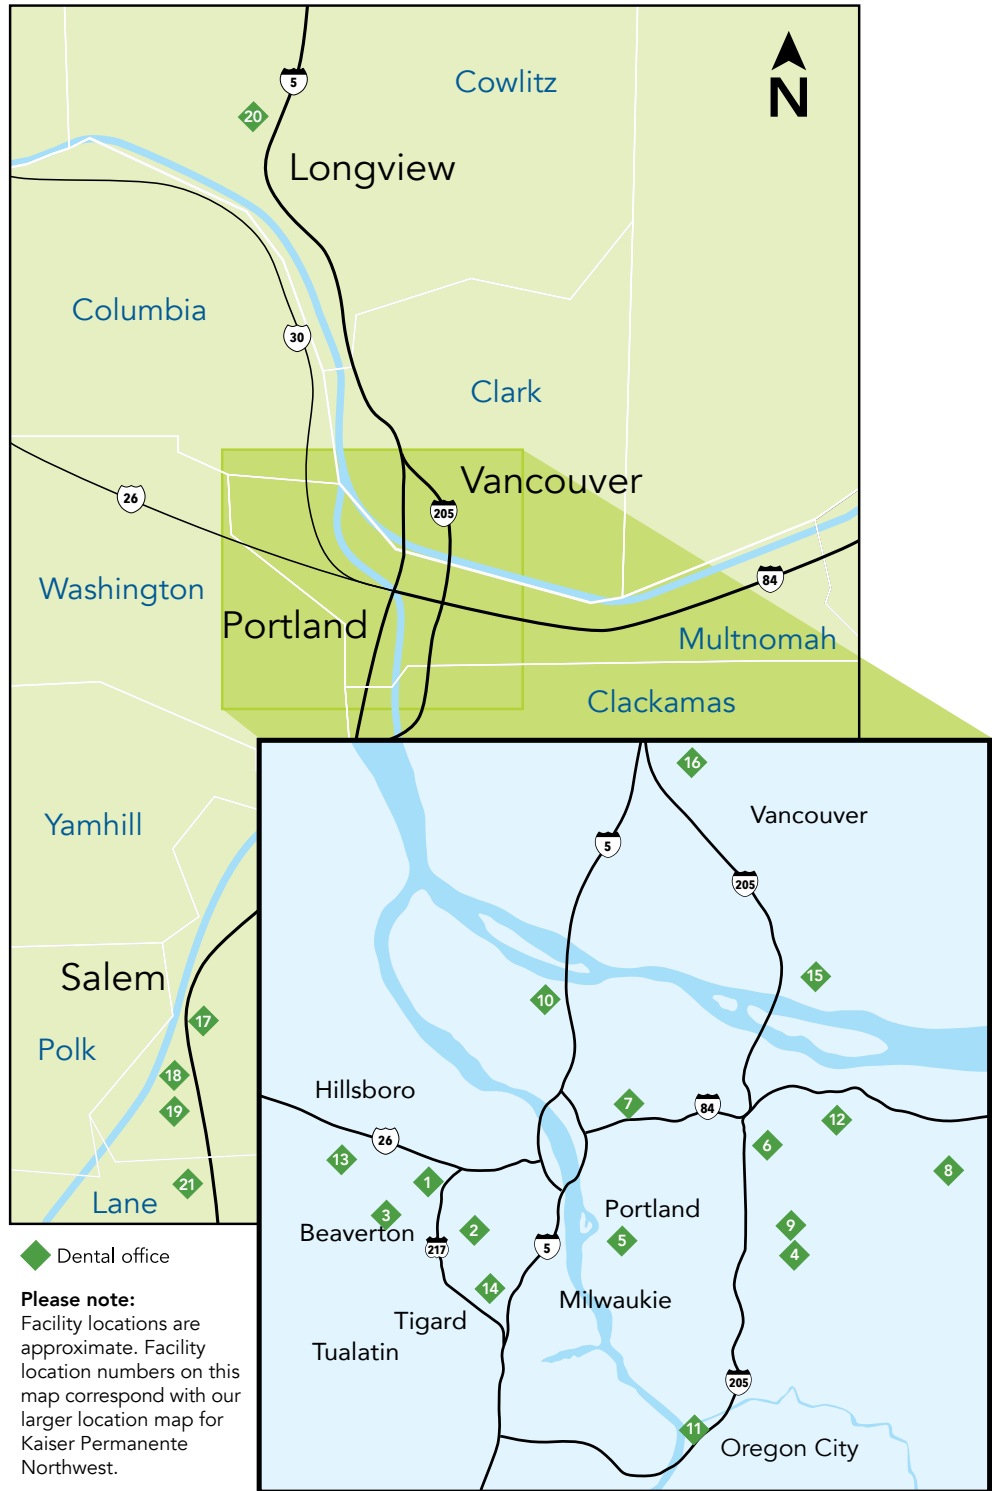 N
5
Cowlitz
20
Longview
Columbia
30
Clark
Vancouver
26
205
Washington
84
Portland
Multnomah
Clackamas
Yamhill
Salem
17
Polk
18
19
21
Lane
16
Vancouver
5
205
15
10
Hillsboro
7
84
12
26
6
13
8
1
3
Portland
Beaverton
2
9
5
217
5
4
14
Milwaukie
Tigard
Tualatin
205
11
Oregon City
Dental office
Please note:
Facility locations are
approximate. Facility
location numbers on this
map correspond with our
larger location map for
Kaiser Permanente
Northwest.